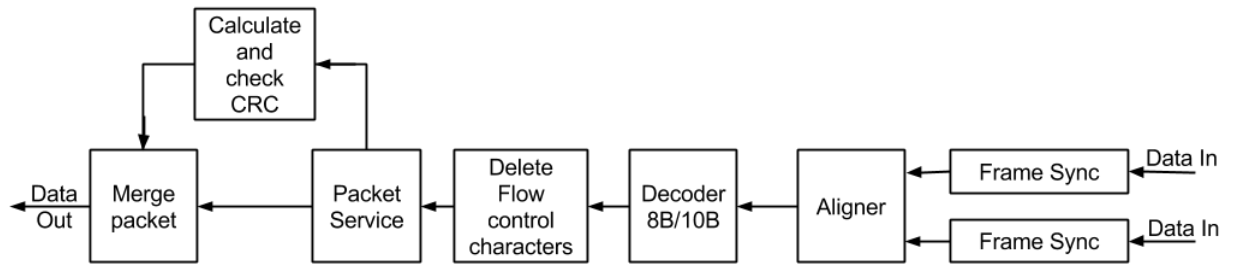 Calculate
and
check
CRC
Data
Out
Merge
packet
Packet
Service
Delete
Flow
control
characters
Decoder
8B/10B
Aligner
Frame Sync
Data In
Frame Sync
Data In